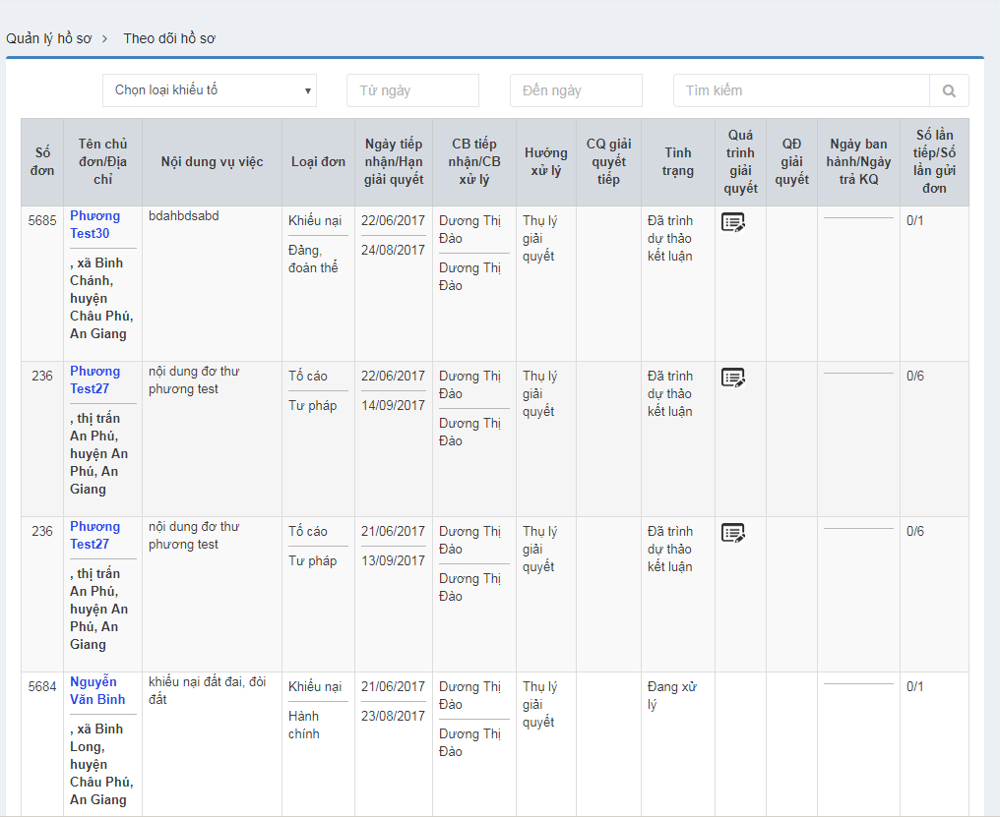 Quản lý hồ sơ > Theo dõi hồ sơ
Chọn loại khiếu tố
Từ ngày
Đến ngày
Tìm kiếm
Số
đơn
Tên chủ
đơn/Địa
chỉ
Nội dung vụ việc
Loại đơn
Ngày tiếp
nhận/Hạn
giải quyết
CB tiếp
nhận/CB
xử lý
Hướng
xử lý
CQ giải
quyết
tiếp
Tình
trạng
Quá
trình
giải
quyết
QĐ
giải
quyết
Ngày ban
hành/Ngày
trả KQ
Số lần
tiếp/Số
lần gửi
đơn
5685
Phương
Test30
, xã Bình
Chánh,
huyện
Châu Phú,
An Giang
bdahbdsabd
Khiếu nại
Đảng,
đoàn thể
22/06/2017
24/08/2017
Dương Thị
Đào
Dương Thị
Đào
Thụ lý
giải
quyết
Đã trình
dự thảo
kết luận
0/1
236
Phương
Test27
, thị trấn
An Phú,
huyện An
Phú, An
Giang
nội dung đơ thư
phương test
Tố cáo
Tư pháp
22/06/2017
14/09/2017
Dương Thị
Đào
Dương Thị
Đào
Thụ lý
giải
quyết
Đã trình
dự thảo
kết luận
0/6
236
Phương
Test27
, thị trấn
An Phú,
huyện An
Phú, An
Giang
nội dung đơ thư
phương test
Tố cáo
Tư pháp
21/06/2017
13/09/2017
Dương Thị
Đào
Dương Thị
Đào
Thụ lý
giải
quyết
Đã trình
dự thảo
kết luận
0/6
5684
Nguyễn
Văn Bình
, xã Bình
Long,
huyện
Châu Phú,
An Giang
khiếu nại đất đai, đòi
đất
Khiếu nại
Hành
chính
21/06/2017
23/08/2017
Dương Thị
Đào
Dương Thị
Đào
Thụ lý
giải
quyết
Đang xử
lý
0/1